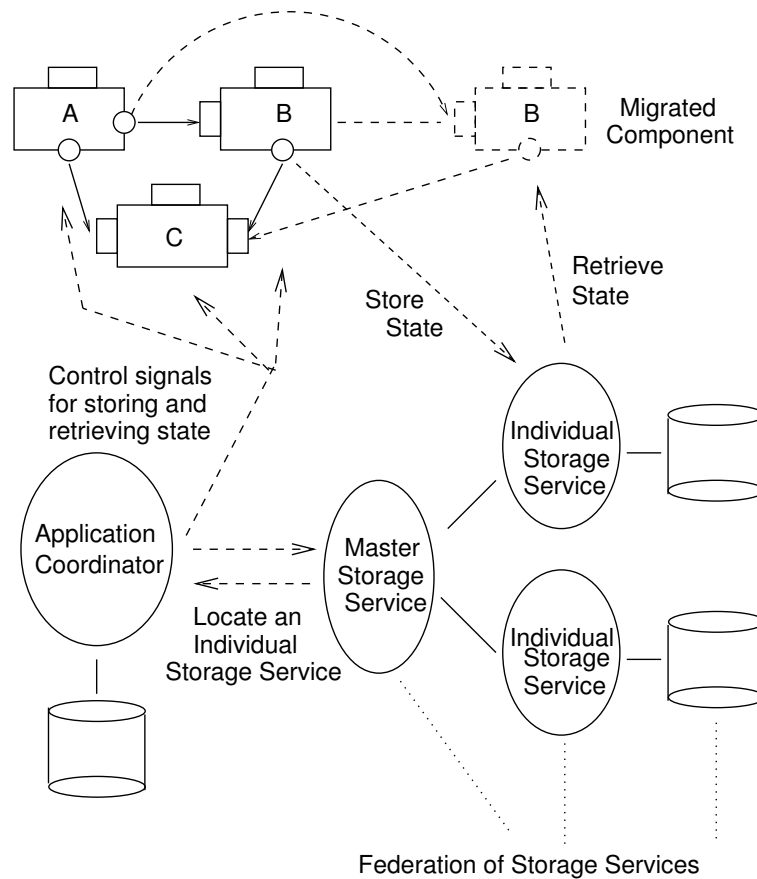 A
B
B
Migrated
Component
C
Retrieve
State
Store
State
Control signals
for storing and
retrieving state
Individual
Storage
Service
Application
Coordinator
Master
Storage
Service
Locate an
Individual
Storage Service
Individual
Storage
Service
Federation of Storage Services